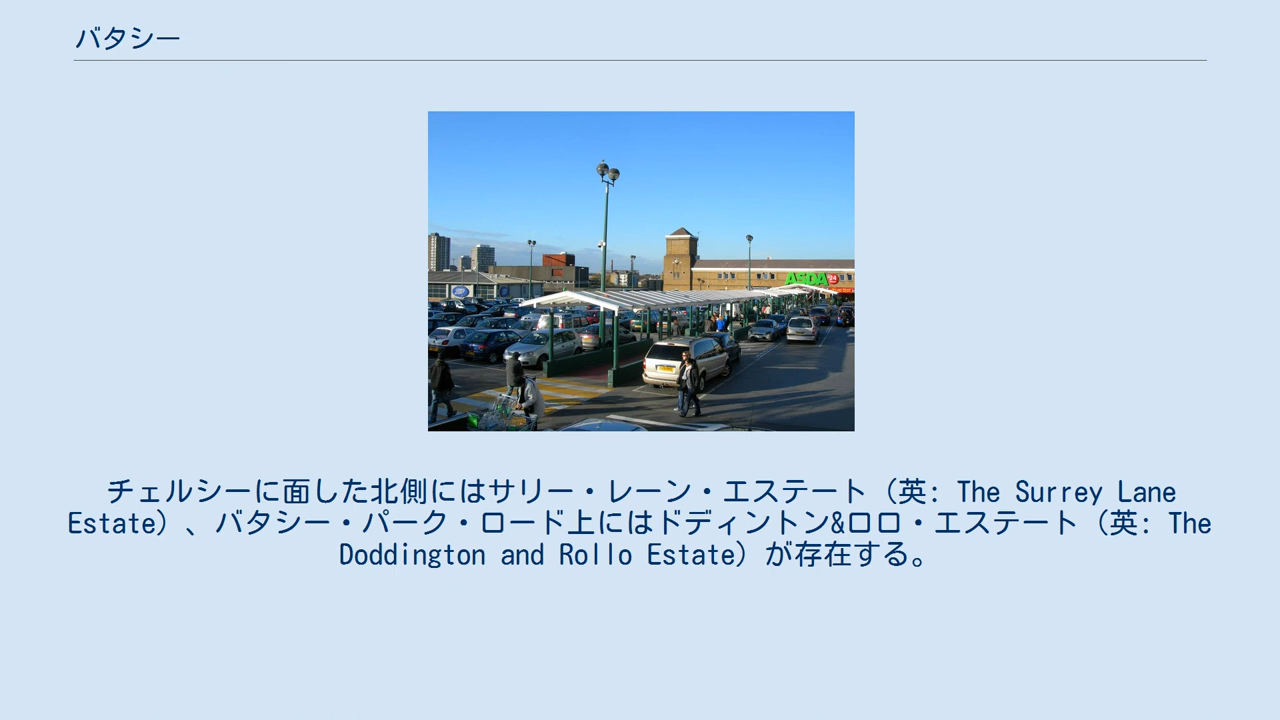 バタシー
ASDA
チェルシーに面した北側にはサリー・レーン・エステート（英: The Surrey Lane
Estate）、バタシー・パーク・ロード上にはドディントン&ロロ・エステート（英: The
Doddington and Rollo Estate）が存在する。